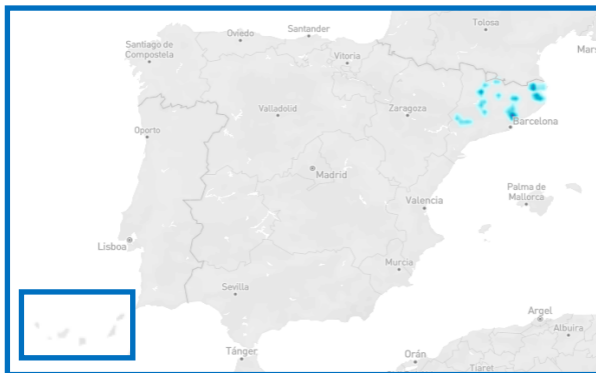 Tolosa
Santander
Oviedo
Mars
Santiago de
Compostela
Vitoria
Valladolid
Zaragoza
Barcelona
Oporto
Madrid
Palma de
Mallorca
Valencia
Lisboa
Murcia
Sevilla
Argel
Albuira
Tánger
Orán
Tiaret